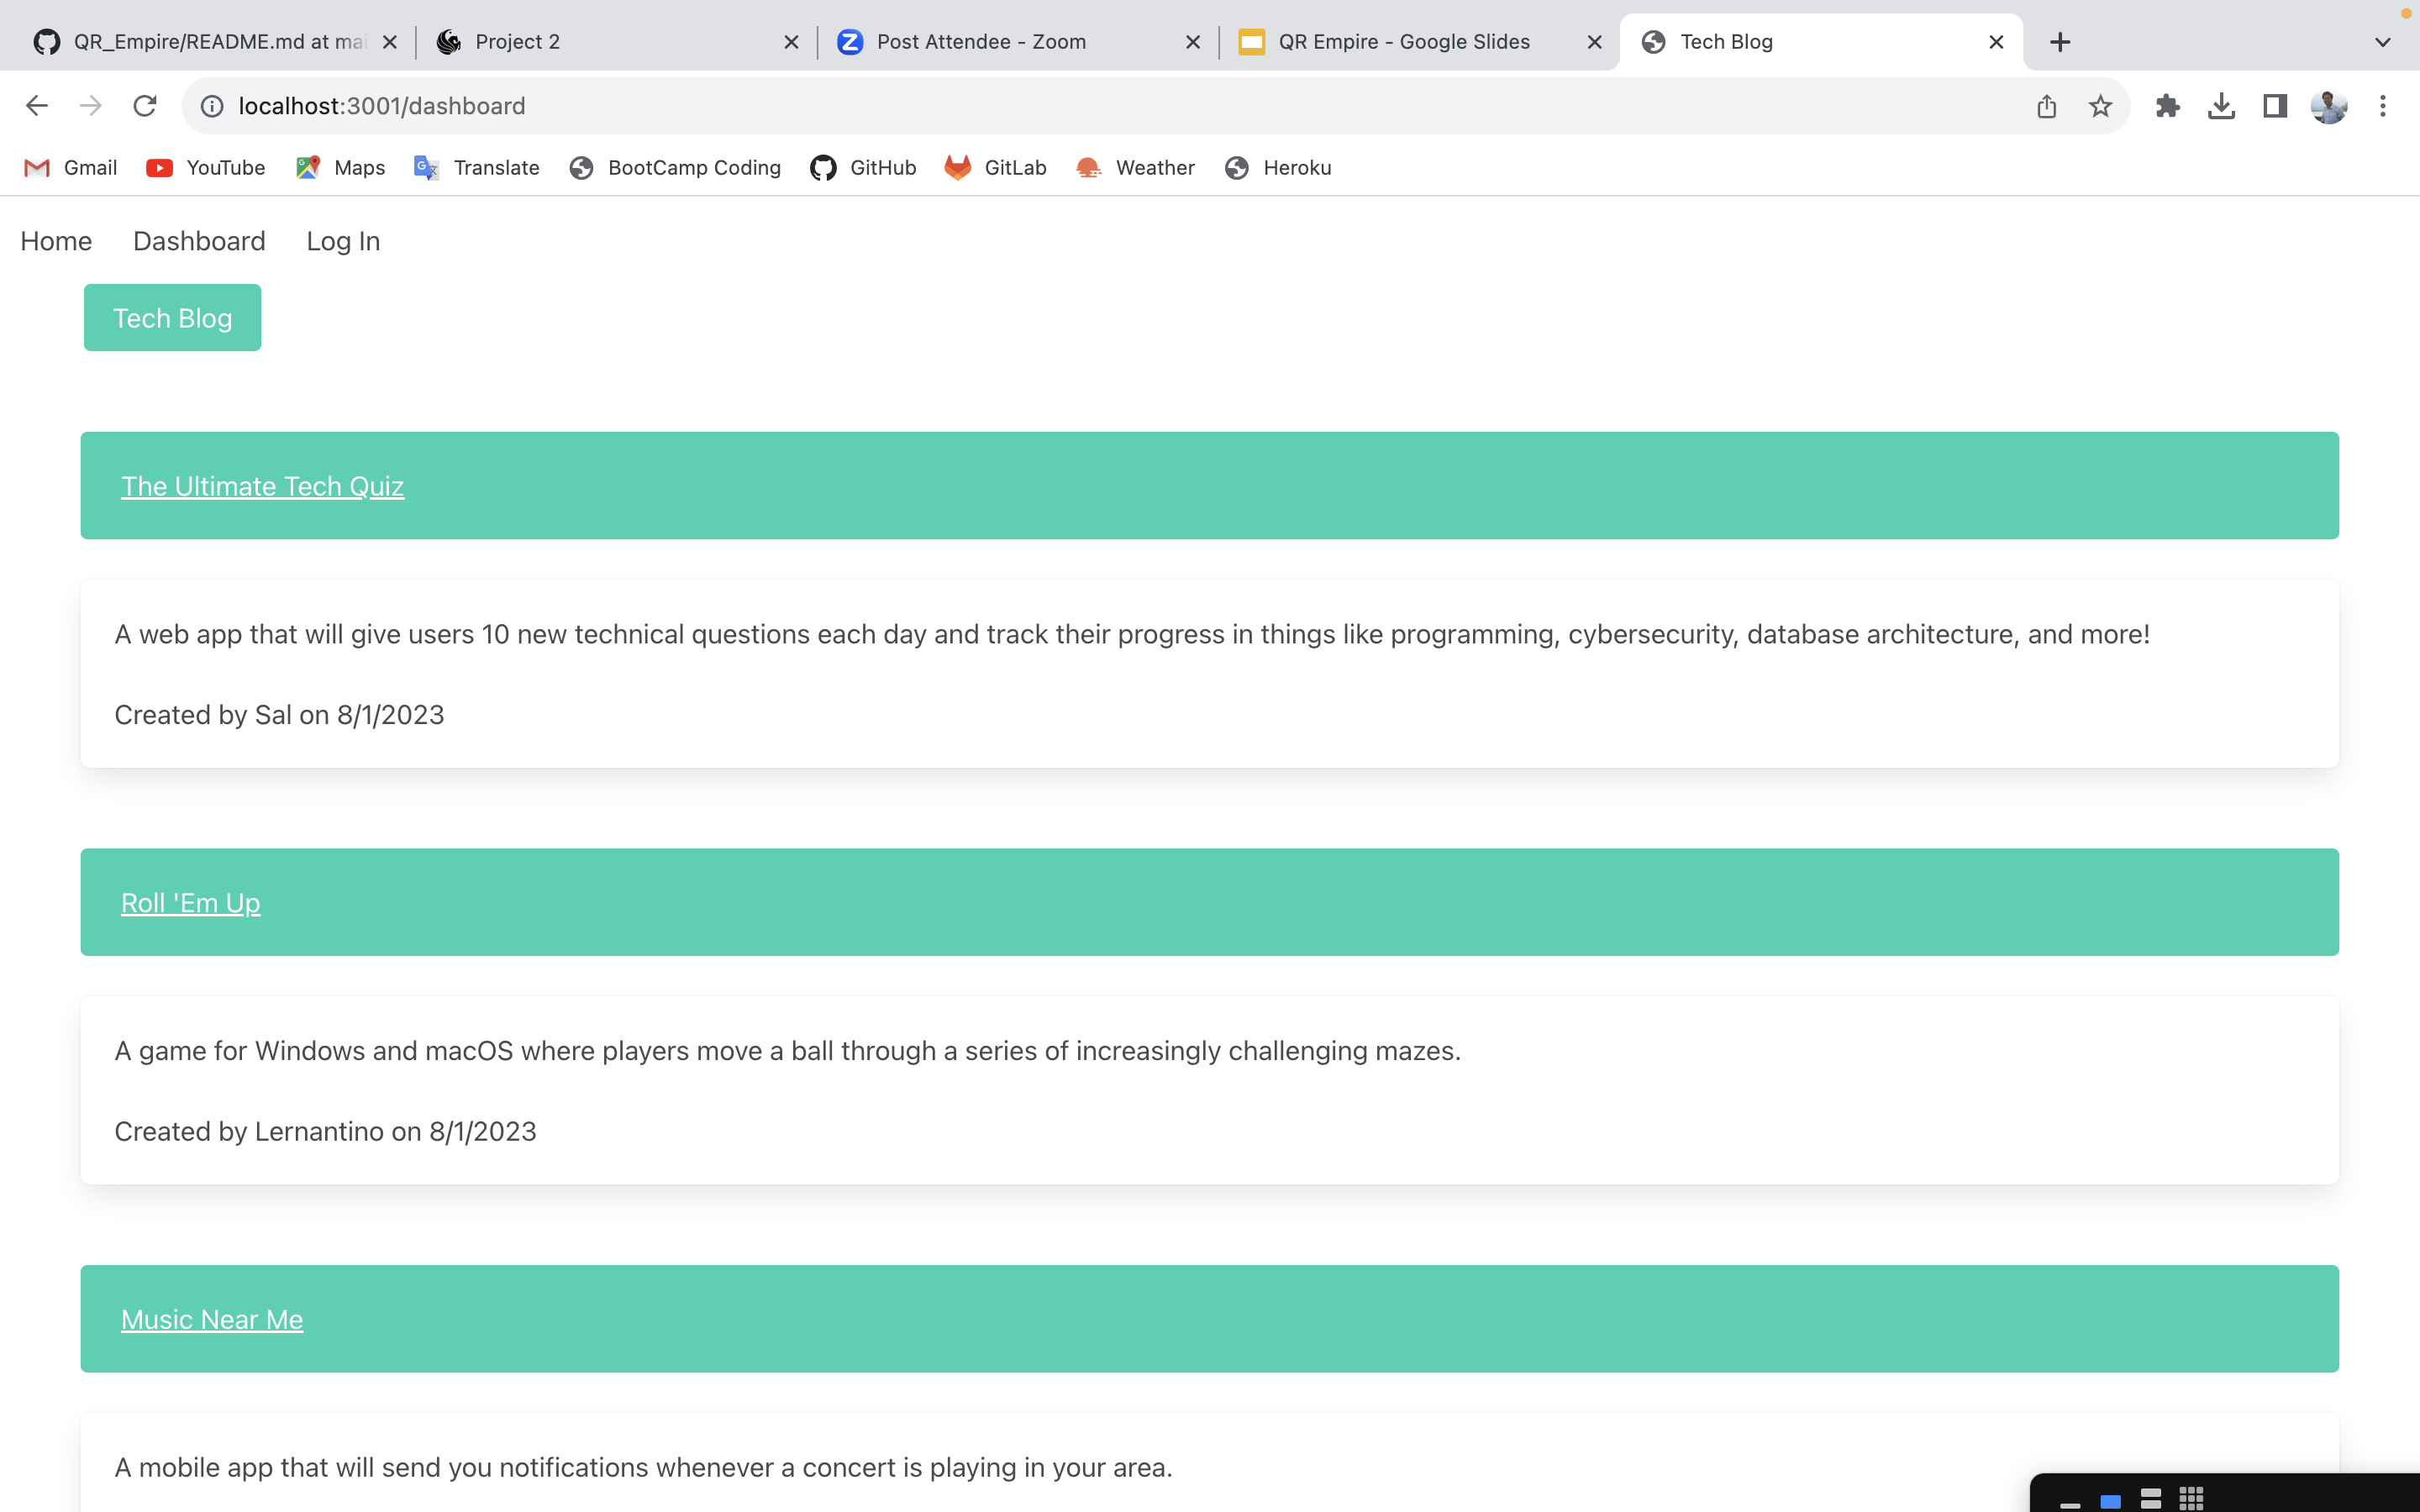 QR_Empire/README.md at mai
Project 2
Post Attendee - Zoom
QR Empire - Google Slides
Tech Blog
localhost:3001/dashboard
Gmail
YouTube
Maps
Translate
BootCamp Coding
GitHub
GitLab
Weather
Heroku
Home
Dashboard
Log In
Tech Blog
The Ultimate Tech Quiz
A web app that will give users 10 new technical questions each day and track their progress in things like programming, cybersecurity, database architecture, and more!
Created by Sal on 8/1/2023
Roll 'Em Up
A game for Windows and macOS where players move a ball through a series of increasingly challenging mazes.
Created by Lernantino on 8/1/2023
Music Near Me
A mobile app that will send you notifications whenever a concert is playing in your area.